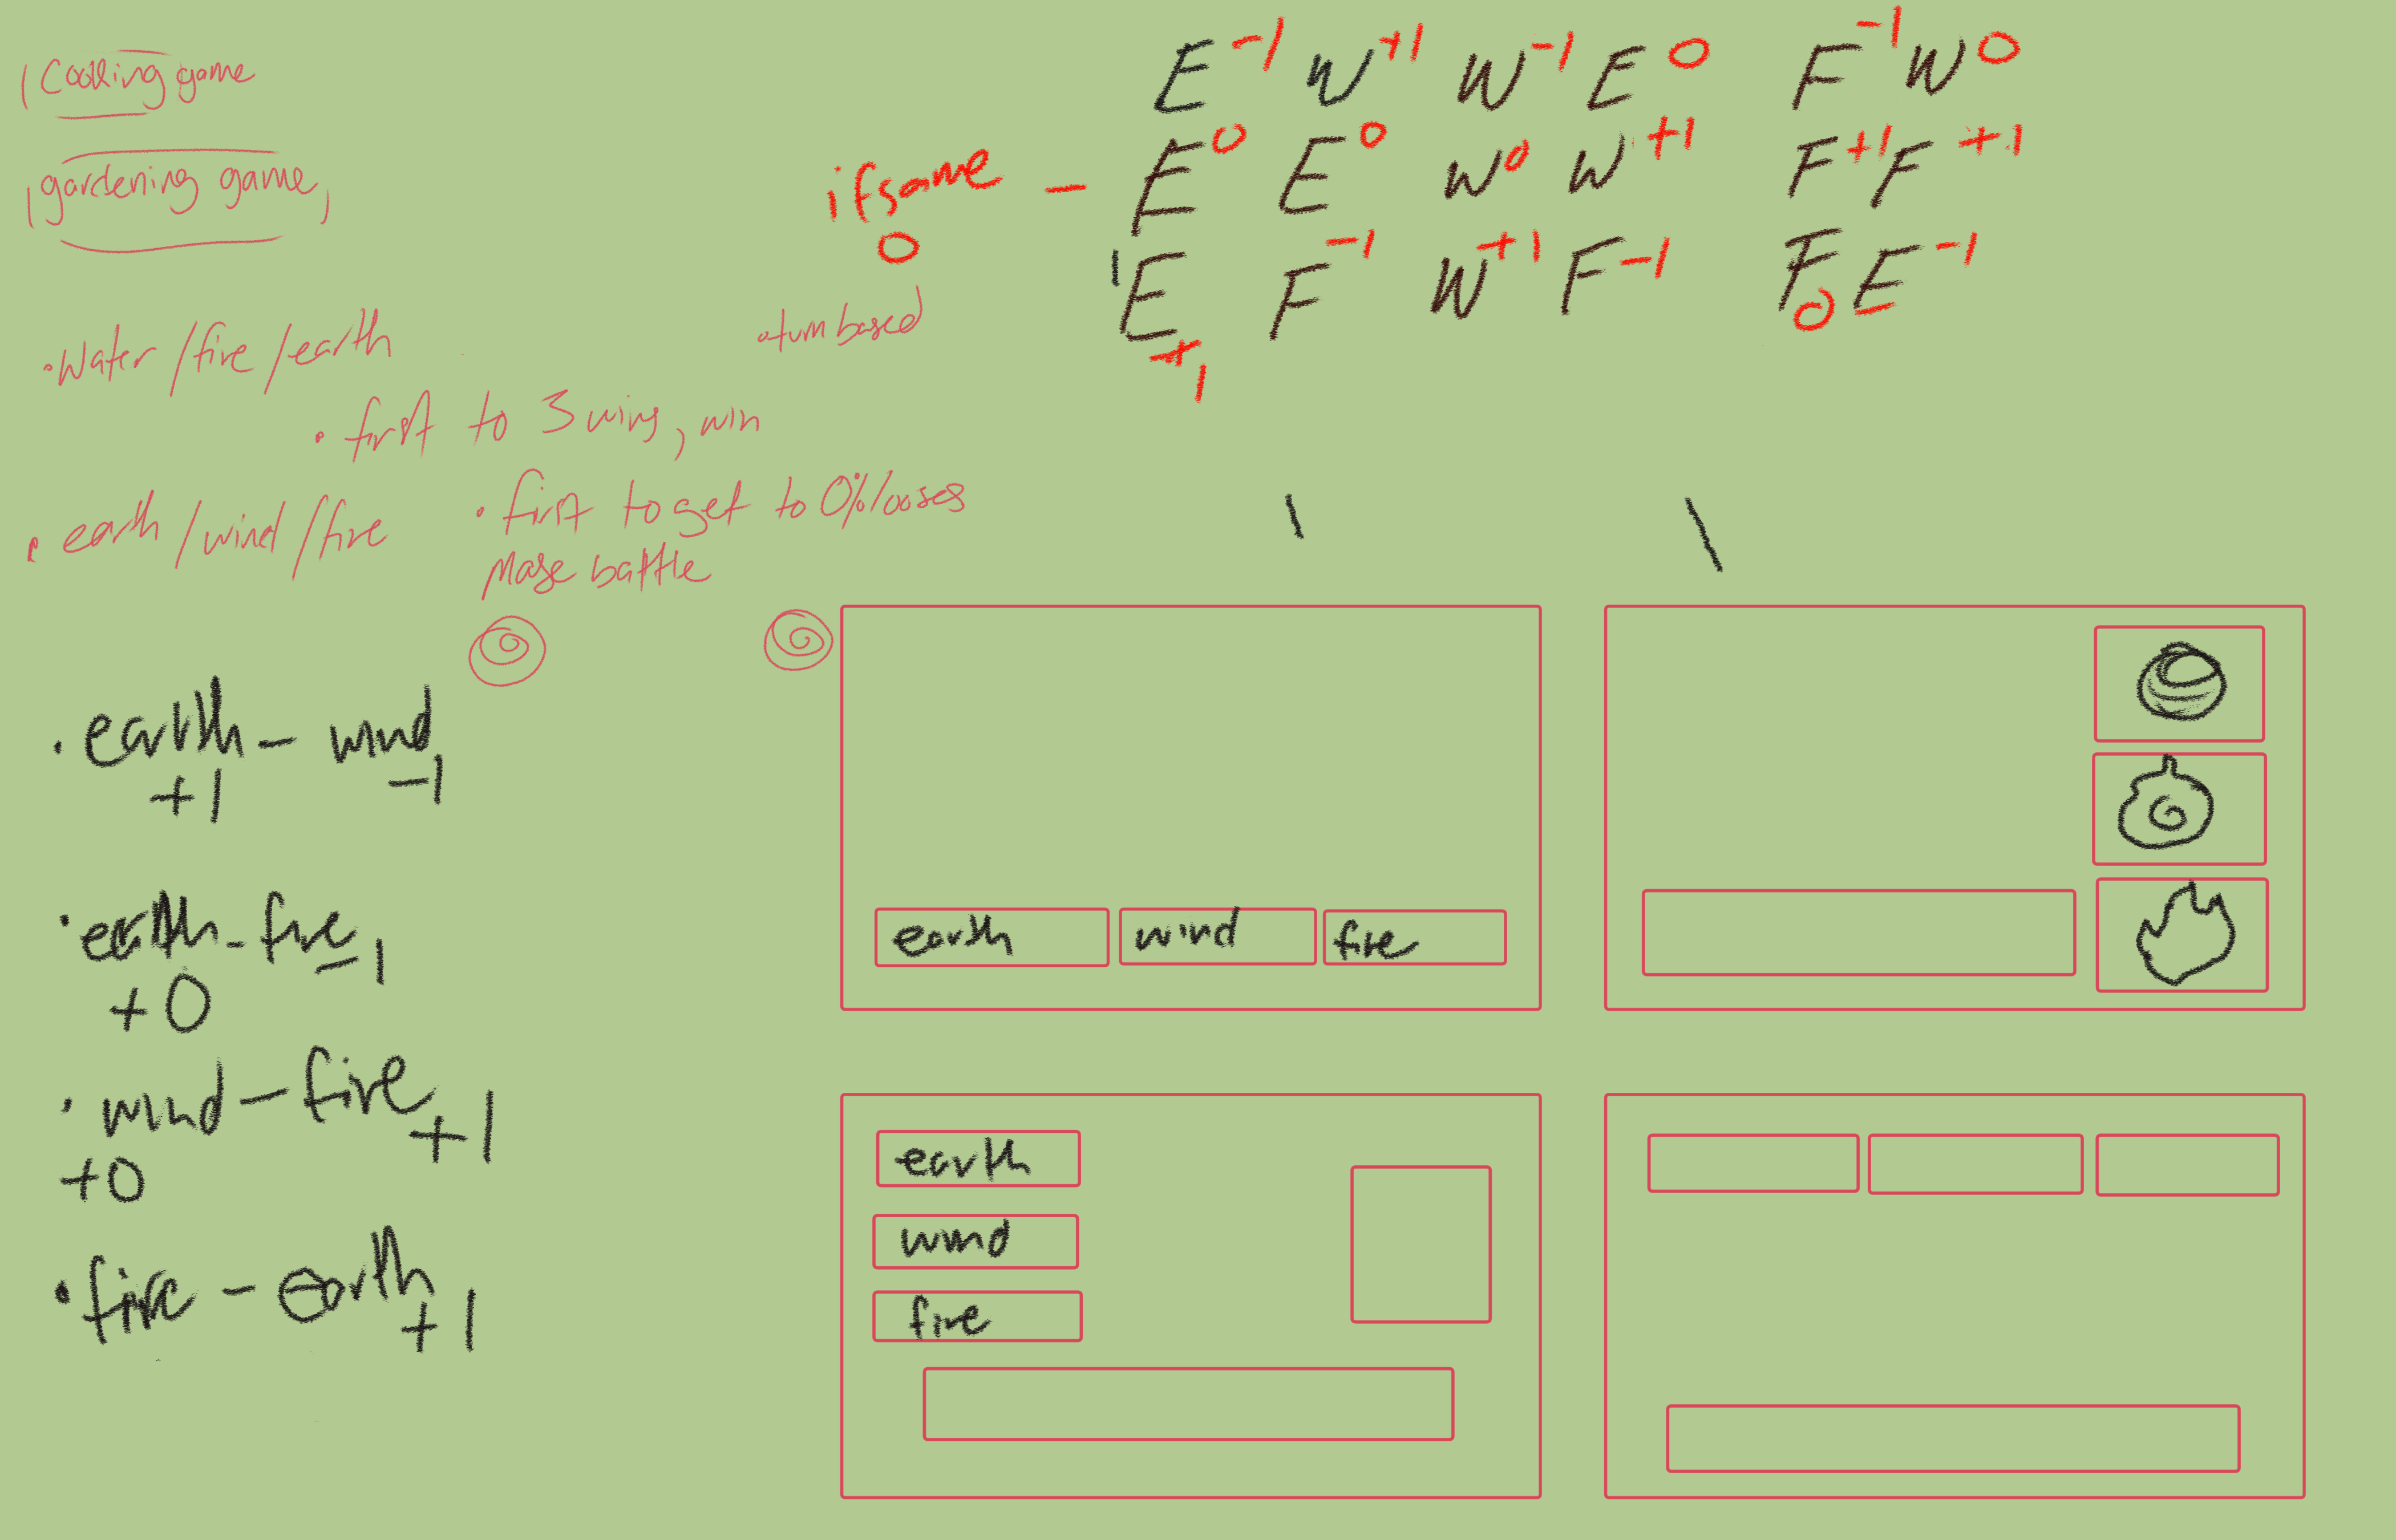 Cooking game
gardening game,
• Water/fire/earth
• turn based
• first to 3 wins, win
• earth/wind/fire
• first to get to 0% looses
Mage battle
E -1 W +1 W -1 E 0 F -1 W 0
if same - E 0 E 0 W 0 W +1 F +1 F +1
0
E F -1 W +1 F -1 F E -1
+1 0
• earth - wind
+1 -1
• earth - fire -1
+0
• wind - fire
+0 +1
• fire - earth
+1
earth wind fire
earth
wind
fire